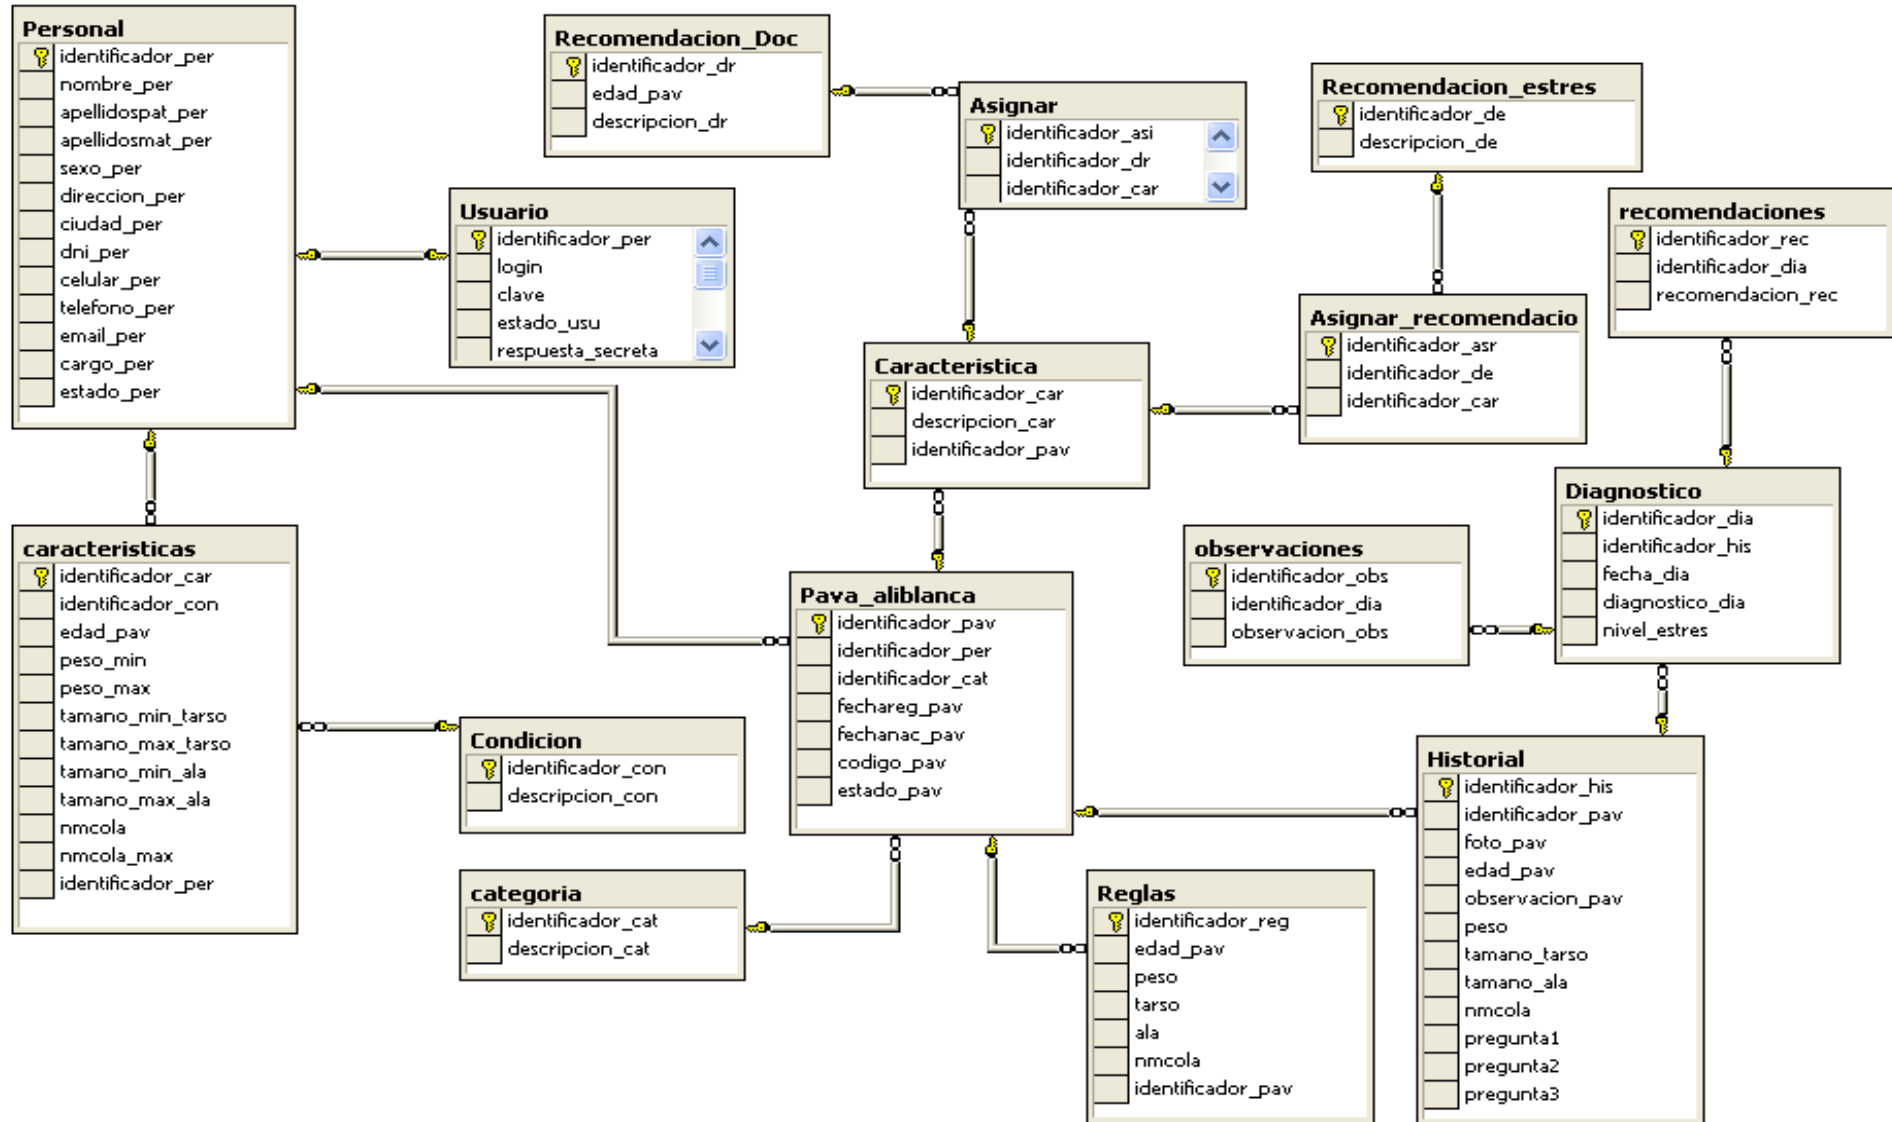 Personal
identificador_per
nombre_per
apellidospat_per
apellidosmat_per
sexo_per
direccion_per
ciudad_per
dni_per
celular_per
telefono_per
email_per
cargo_per
estado_per
Recomendacion_Doc
identificador_dr
edad_pav
descripcion_dr
Asignar
identificador_asi
identificador_dr
identificador_car
Recomendacion_estres
identificador_de
descripcion_de
Usuario
identificador_per
login
clave
estado_usu
respuesta_secreta
recomendaciones
identificador_rec
identificador_dia
recomendacion_rec
Asignar_recomendacio
identificador_asr
identificador_de
identificador_car
Caracteristica
identificador_car
descripcion_car
identificador_pav
Diagnostico
identificador_dia
identificador_his
fecha_dia
diagnostico_dia
nivel_estres
caracteristicas
identificador_car
identificador_con
edad_pav
peso_min
peso_max
tamano_min_tarso
tamano_max_tarso
tamano_min_ala
tamano_max_ala
nmcola
nmcola_max
identificador_per
observaciones
identificador_obs
identificador_dia
observacion_obs
Pava_aliblanca
identificador_pav
identificador_per
identificador_cat
fechareg_pav
fechanac_pav
codigo_pav
estado_pav
Condicion
identificador_con
descripcion_con
Historial
identificador_his
identificador_pav
foto_pav
edad_pav
observacion_pav
peso
tamano_tarso
tamano_ala
nmcola
pregunta1
pregunta2
pregunta3
categoria
identificador_cat
descripcion_cat
Reglas
identificador_reg
edad_pav
peso
tarso
ala
nmcola
identificador_pav